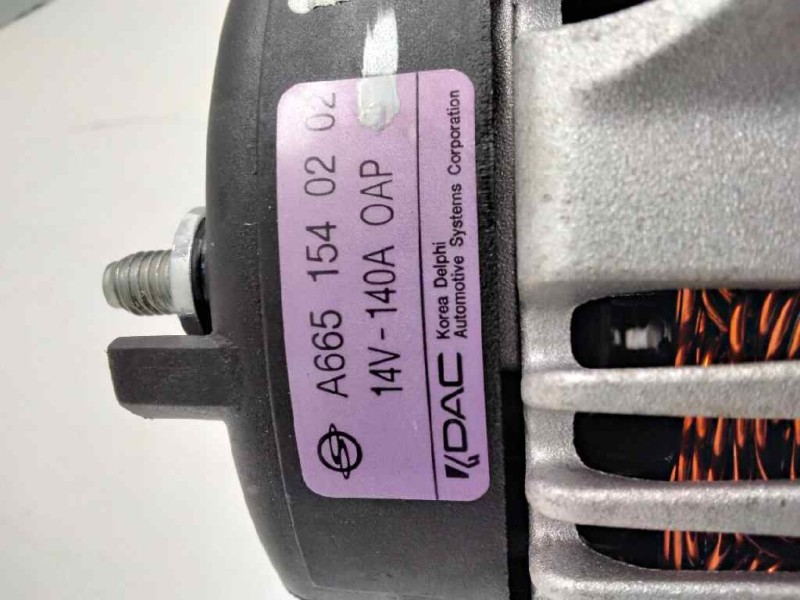 A665 154 02 02
14V-140A OAP
KDAC Korea Delphi
Automotive Systems Corporation